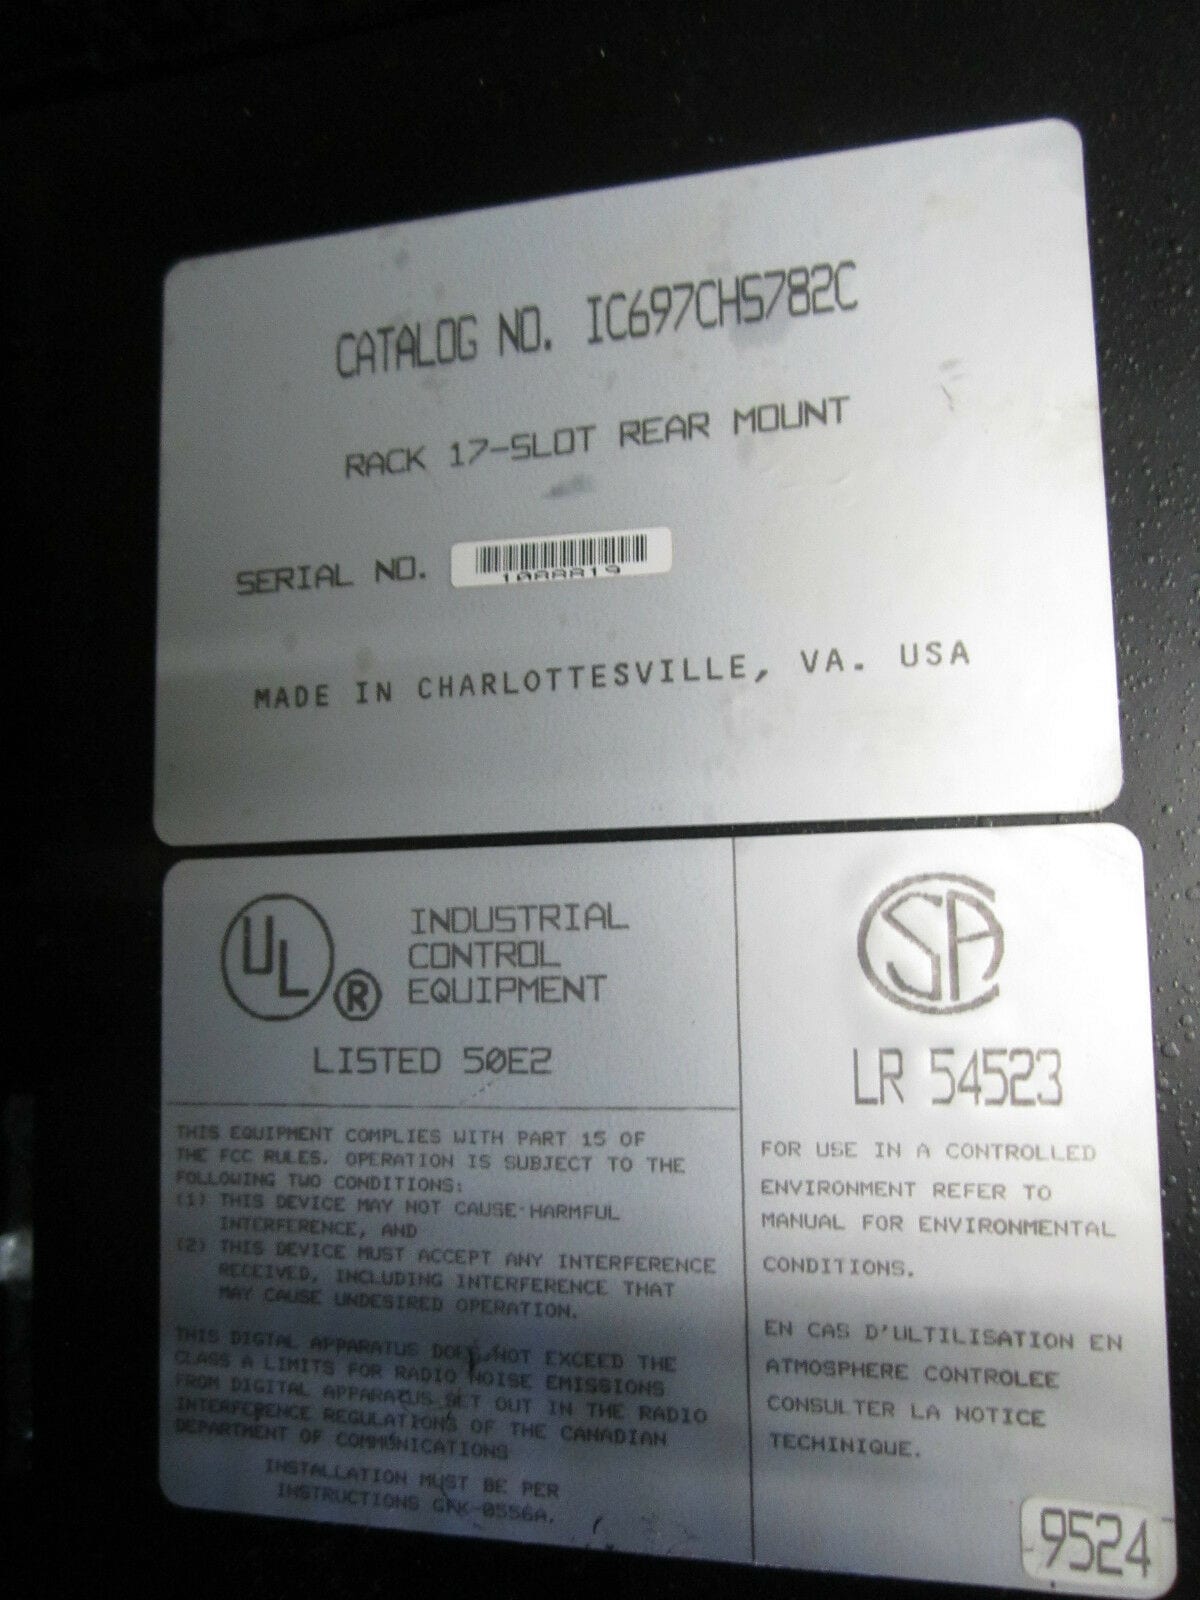 CATALOG NO. IC697CHS782C
RACK 17-SLOT REAR MOUNT
SERIAL NO.
MADE IN CHARLOTTESVILLE, VA. USA
UL ®
INDUSTRIAL
CONTROL
EQUIPMENT
LISTED 50E2
THIS EQUIPMENT COMPLIES WITH PART 15 OF
THE FCC RULES. OPERATION IS SUBJECT TO THE
FOLLOWING TWO CONDITIONS:
(1) THIS DEVICE MAY NOT CAUSE HARMFUL
INTERFERENCE, AND
(2) THIS DEVICE MUST ACCEPT ANY INTERFERENCE
RECEIVED, INCLUDING INTERFERENCE THAT
MAY CAUSE UNDESIRED OPERATION.
THIS DIGTAL APPARATUS DOES NOT EXCEED THE
CLASS A LIMITS FOR RADIO NOISE EMISSIONS
FROM DIGITAL APPARATUS SET OUT IN THE RADIO
INTERFERENCE REGULATIONS OF THE CANADIAN
DEPARTMENT OF COMMUNICATIONS
INSTALLATION MUST BE PER
INSTRUCTIONS GFK-0556A.
CSA
LR 54523
FOR USE IN A CONTROLLED
ENVIRONMENT REFER TO
MANUAL FOR ENVIRONMENTAL
CONDITIONS.
EN CAS D'ULTILISATION EN
ATMOSPHERE CONTROLEE
CONSULTER LA NOTICE
TECHINIQUE.
9524